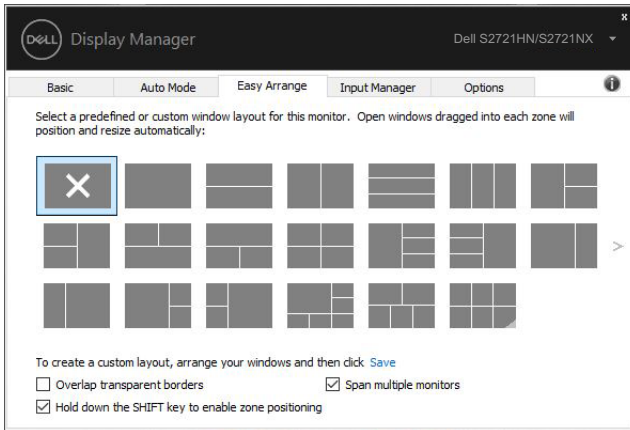 x
DELL Display Manager Dell S2721HN/S2721NX
Basic Auto Mode Easy Arrange Input Manager Options
Select a predefined or custom window layout for this monitor. Open windows dragged into each zone will
position and resize automatically:
>
To create a custom layout, arrange your windows and then click Save
Overlap transparent borders Span multiple monitors
Hold down the SHIFT key to enable zone positioning